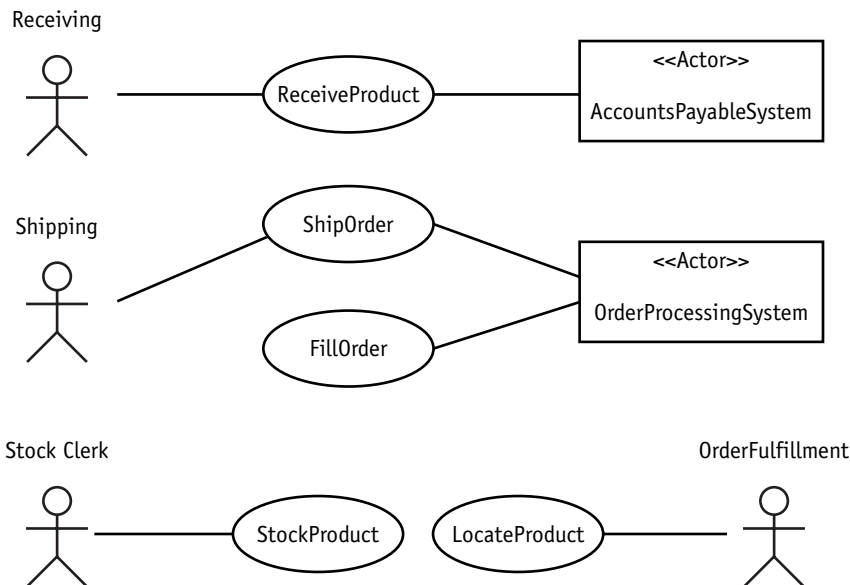 Receiving
ReceiveProduct
<<Actor>>
AccountsPayableSystem
Shipping
ShipOrder
<<Actor>>
OrderProcessingSystem
FillOrder
Stock Clerk
OrderFulfillment
StockProduct
LocateProduct